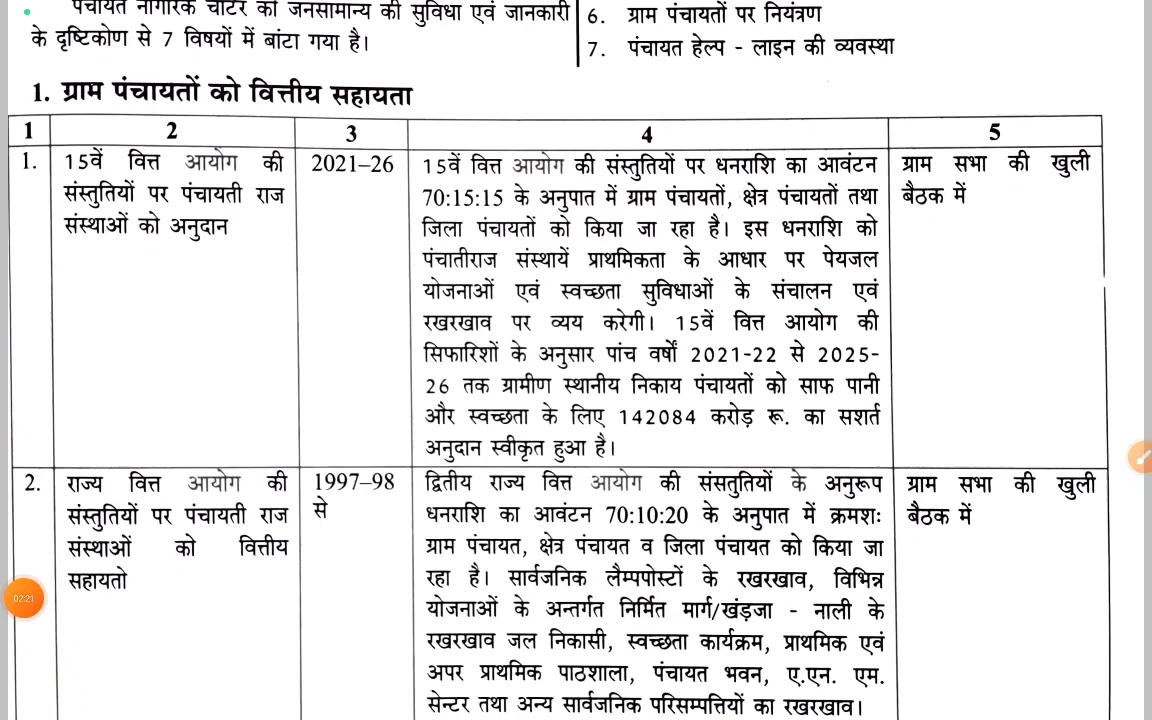 पंचायत नागरिक चार्टर को जनसामान्य की सुविधा एवं जानकारी
के दृष्टिकोण से 7 विषयों में बांटा गया है।
6. ग्राम पंचायतों पर नियंत्रण
7. पंचायत हेल्प - लाइन की व्यवस्था
1. ग्राम पंचायतों को वित्तीय सहायता
1 2 3 4 5
1.
15वें वित्त आयोग की
संस्तुतियों पर पंचायती राज
संस्थाओं को अनुदान
2021–26
15वें वित्त आयोग की संस्तुतियों पर धनराशि का आवंटन
70:15:15 के अनुपात में ग्राम पंचायतों, क्षेत्र पंचायतों तथा
जिला पंचायतों को किया जा रहा है। इस धनराशि को
पंचातीराज संस्थायें प्राथमिकता के आधार पर पेयजल
योजनाओं एवं स्वच्छता सुविधाओं के संचालन एवं
रखरखाव पर व्यय करेगी। 15वें वित्त आयोग की
सिफारिशों के अनुसार पांच वर्षों 2021-22 से 2025-
26 तक ग्रामीण स्थानीय निकाय पंचायतों को साफ पानी
और स्वच्छता के लिए 142084 करोड़ रू. का सशर्त
अनुदान स्वीकृत हुआ है।
ग्राम सभा की खुली
बैठक में
2.
राज्य वित्त आयोग की
संस्तुतियों पर पंचायती राज
संस्थाओं को वित्तीय
सहायतो
1997–98
से
द्वितीय राज्य वित्त आयोग की संसतुतियों के अनुरूप
धनराशि का आवंटन 70:10:20 के अनुपात में क्रमशः
ग्राम पंचायत, क्षेत्र पंचायत व जिला पंचायत को किया जा
रहा है। सार्वजनिक लैम्पपोस्टों के रखरखाव, विभिन्न
योजनाओं के अन्तर्गत निर्मित मार्ग/खंड़जा - नाली के
रखरखाव जल निकासी, स्वच्छता कार्यक्रम, प्राथमिक एवं
अपर प्राथमिक पाठशाला, पंचायत भवन, ए.एन. एम.
सेन्टर तथा अन्य सार्वजनिक परिसम्पत्तियों का रखरखाव।
ग्राम सभा की खुली
बैठक में
02:21